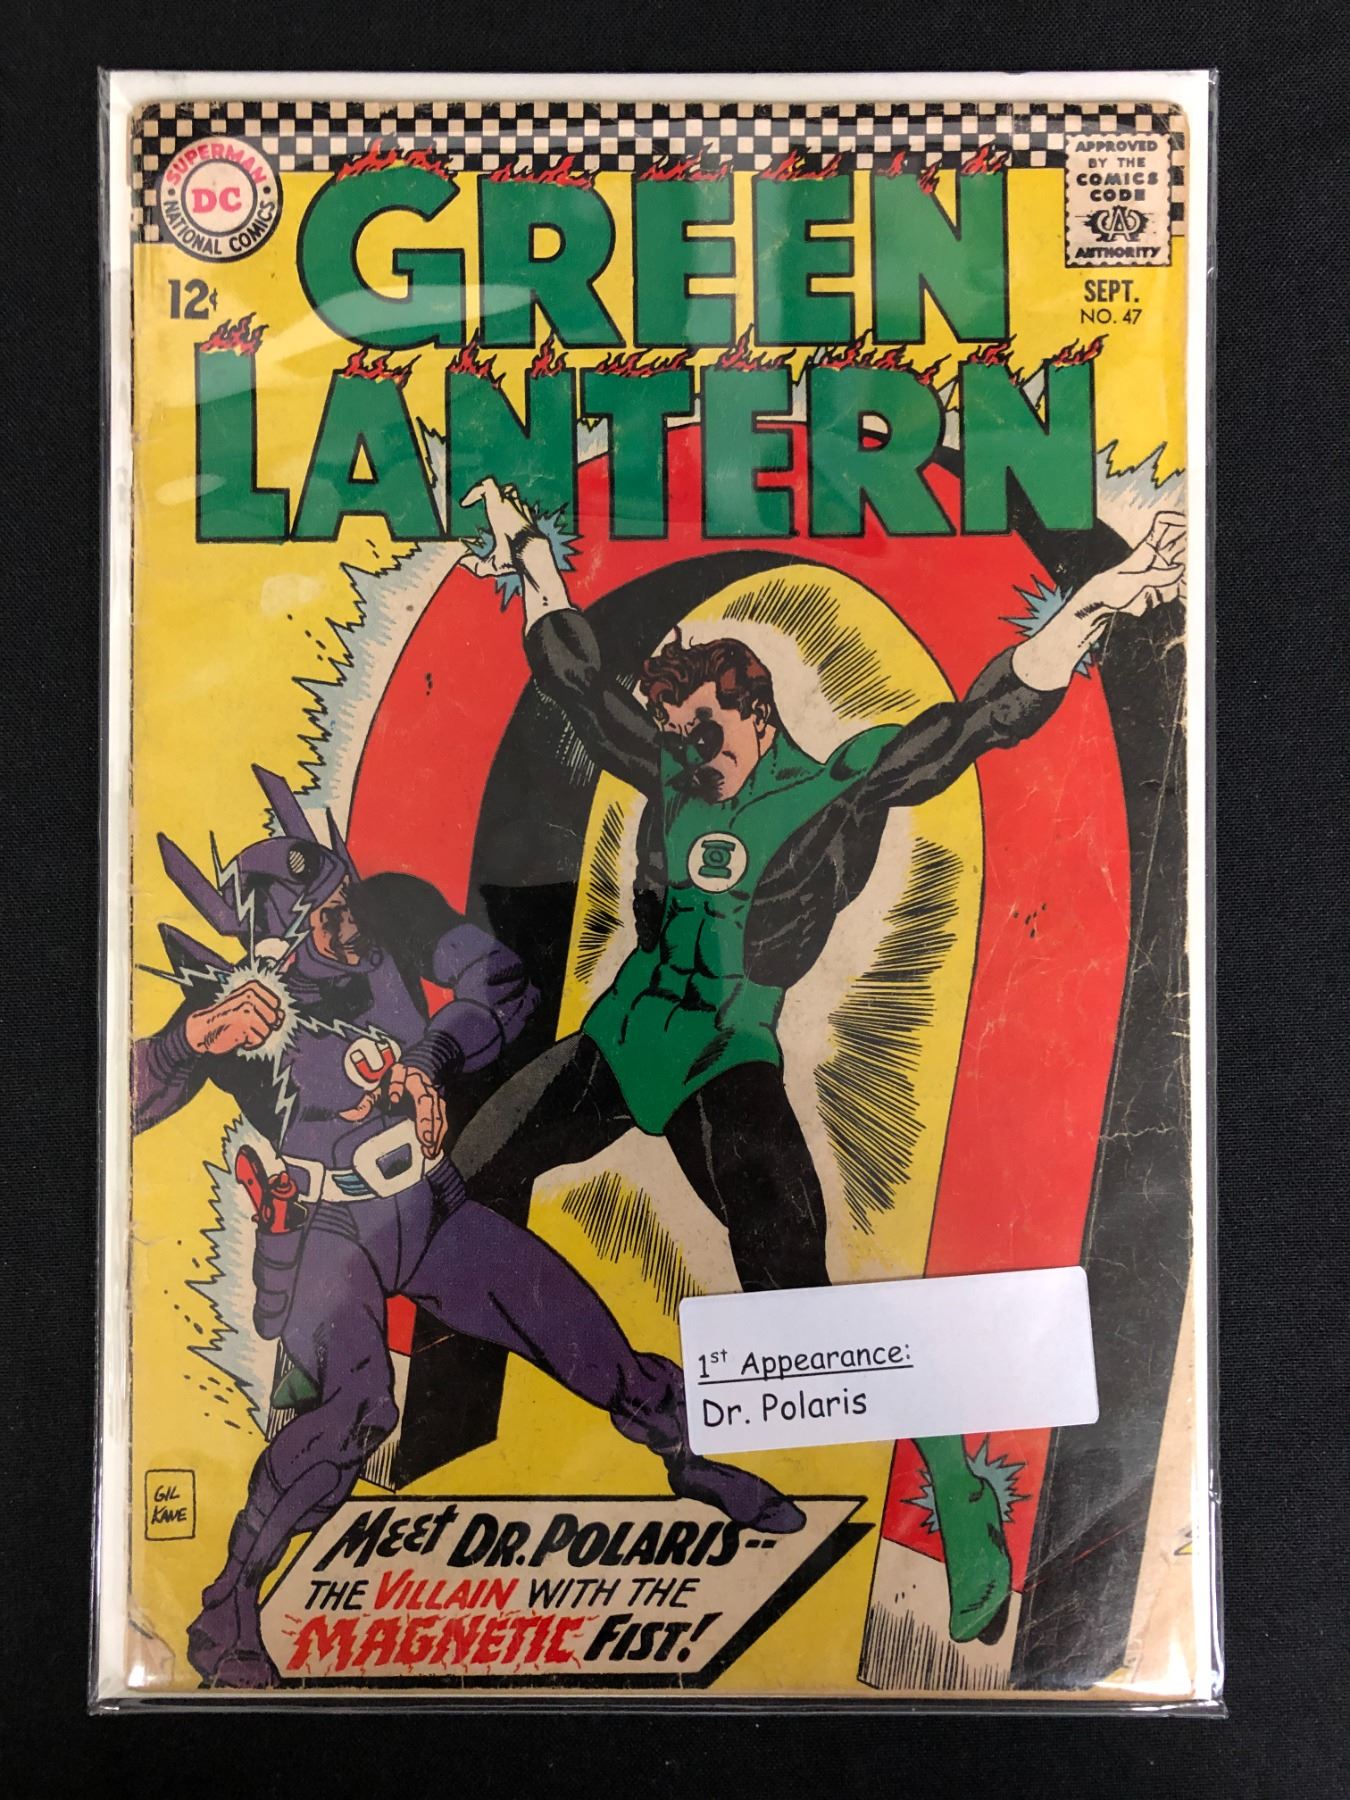 SUPERMAN
DC
NATIONAL COMICS
APPROVED
BY THE
COMICS
CODE
CA
AUTHORITY
12¢
SEPT.
NO. 47
GREEN
LANTERN
1st Appearance:
Dr. Polaris
GIL
KANE
MEET DR. POLARIS--
THE VILLAIN WITH THE
MAGNETIC FIST!